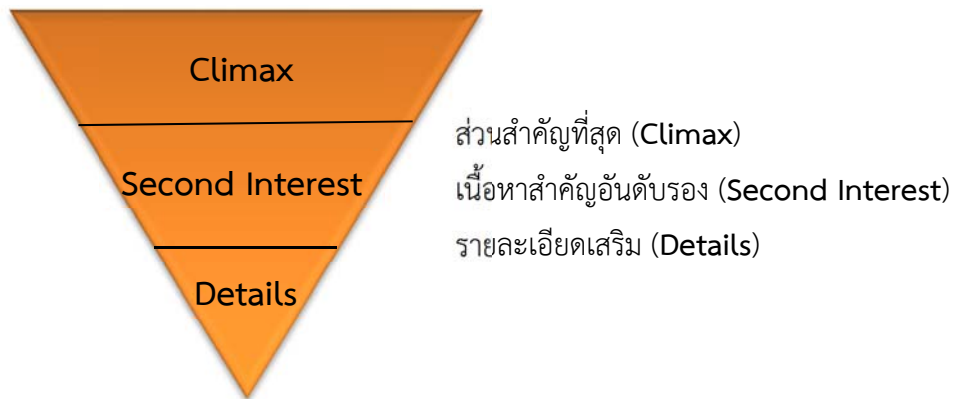 Climax
Second Interest
Details
ส่วนสำคัญที่สุด (Climax)
เนื้อหาสำคัญอันดับรอง (Second Interest)
รายละเอียดเสริม (Details)